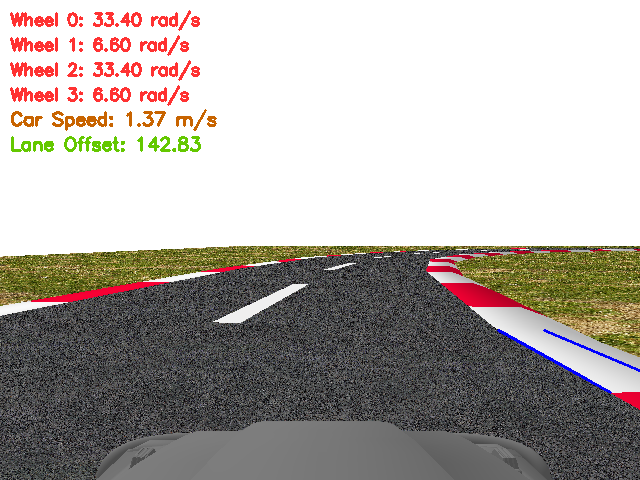 Wheel 0: 33.40 rad/s
Wheel 1: 6.60 rad/s
Wheel 2: 33.40 rad/s
Wheel 3: 6.60 rad/s
Car Speed: 1.37 m/s
Lane Offset: 142.83